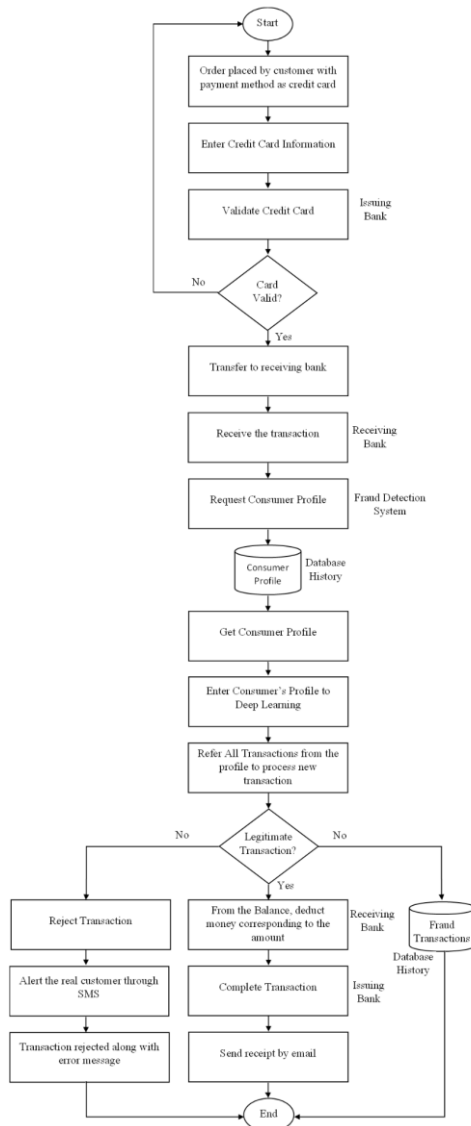 Start
Order placed by customer with
payment method as credit card
Enter Credit Card Information
Validate Credit Card
Issuing
Bank
No
Card
Valid?
Yes
Transfer to receiving bank
Receive the transaction
Receiving
Bank
Request Consumer Profile
Fraud Detection
System
Consumer
Profile
Database
History
Get Consumer Profile
Enter Consumer's Profile to
Deep Learning
Refer All Transactions from the
profile to process new
transaction
No
Legitimate
Transaction?
No
Yes
Reject Transaction
From the Balance, deduct
money corresponding to the
amount
Receiving
Bank
Fraud
Transactions
Database
History
Alert the real customer through
SMS
Complete Transaction
Issuing
Bank
Transaction rejected along with
error message
Send receipt by email
End